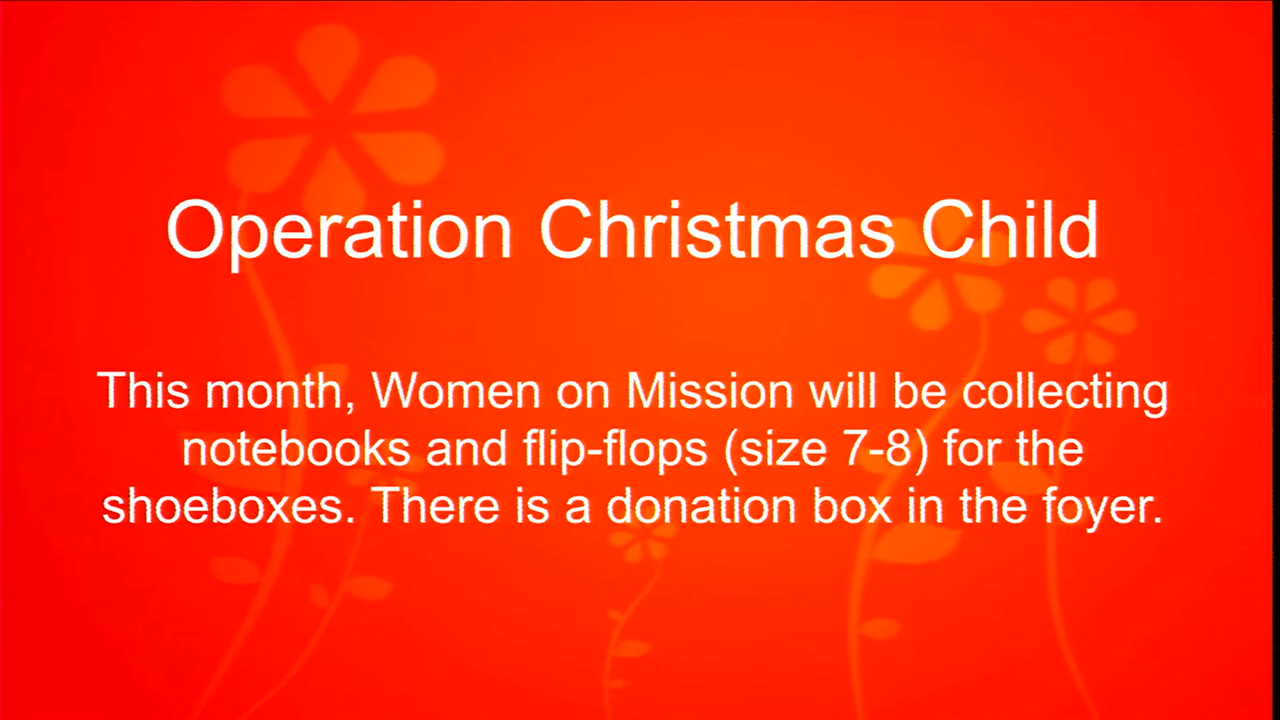 Operation Christmas Child
This month, Women on Mission will be collecting
notebooks and flip-flops (size 7-8) for the
shoeboxes. There is a donation box in the foyer.